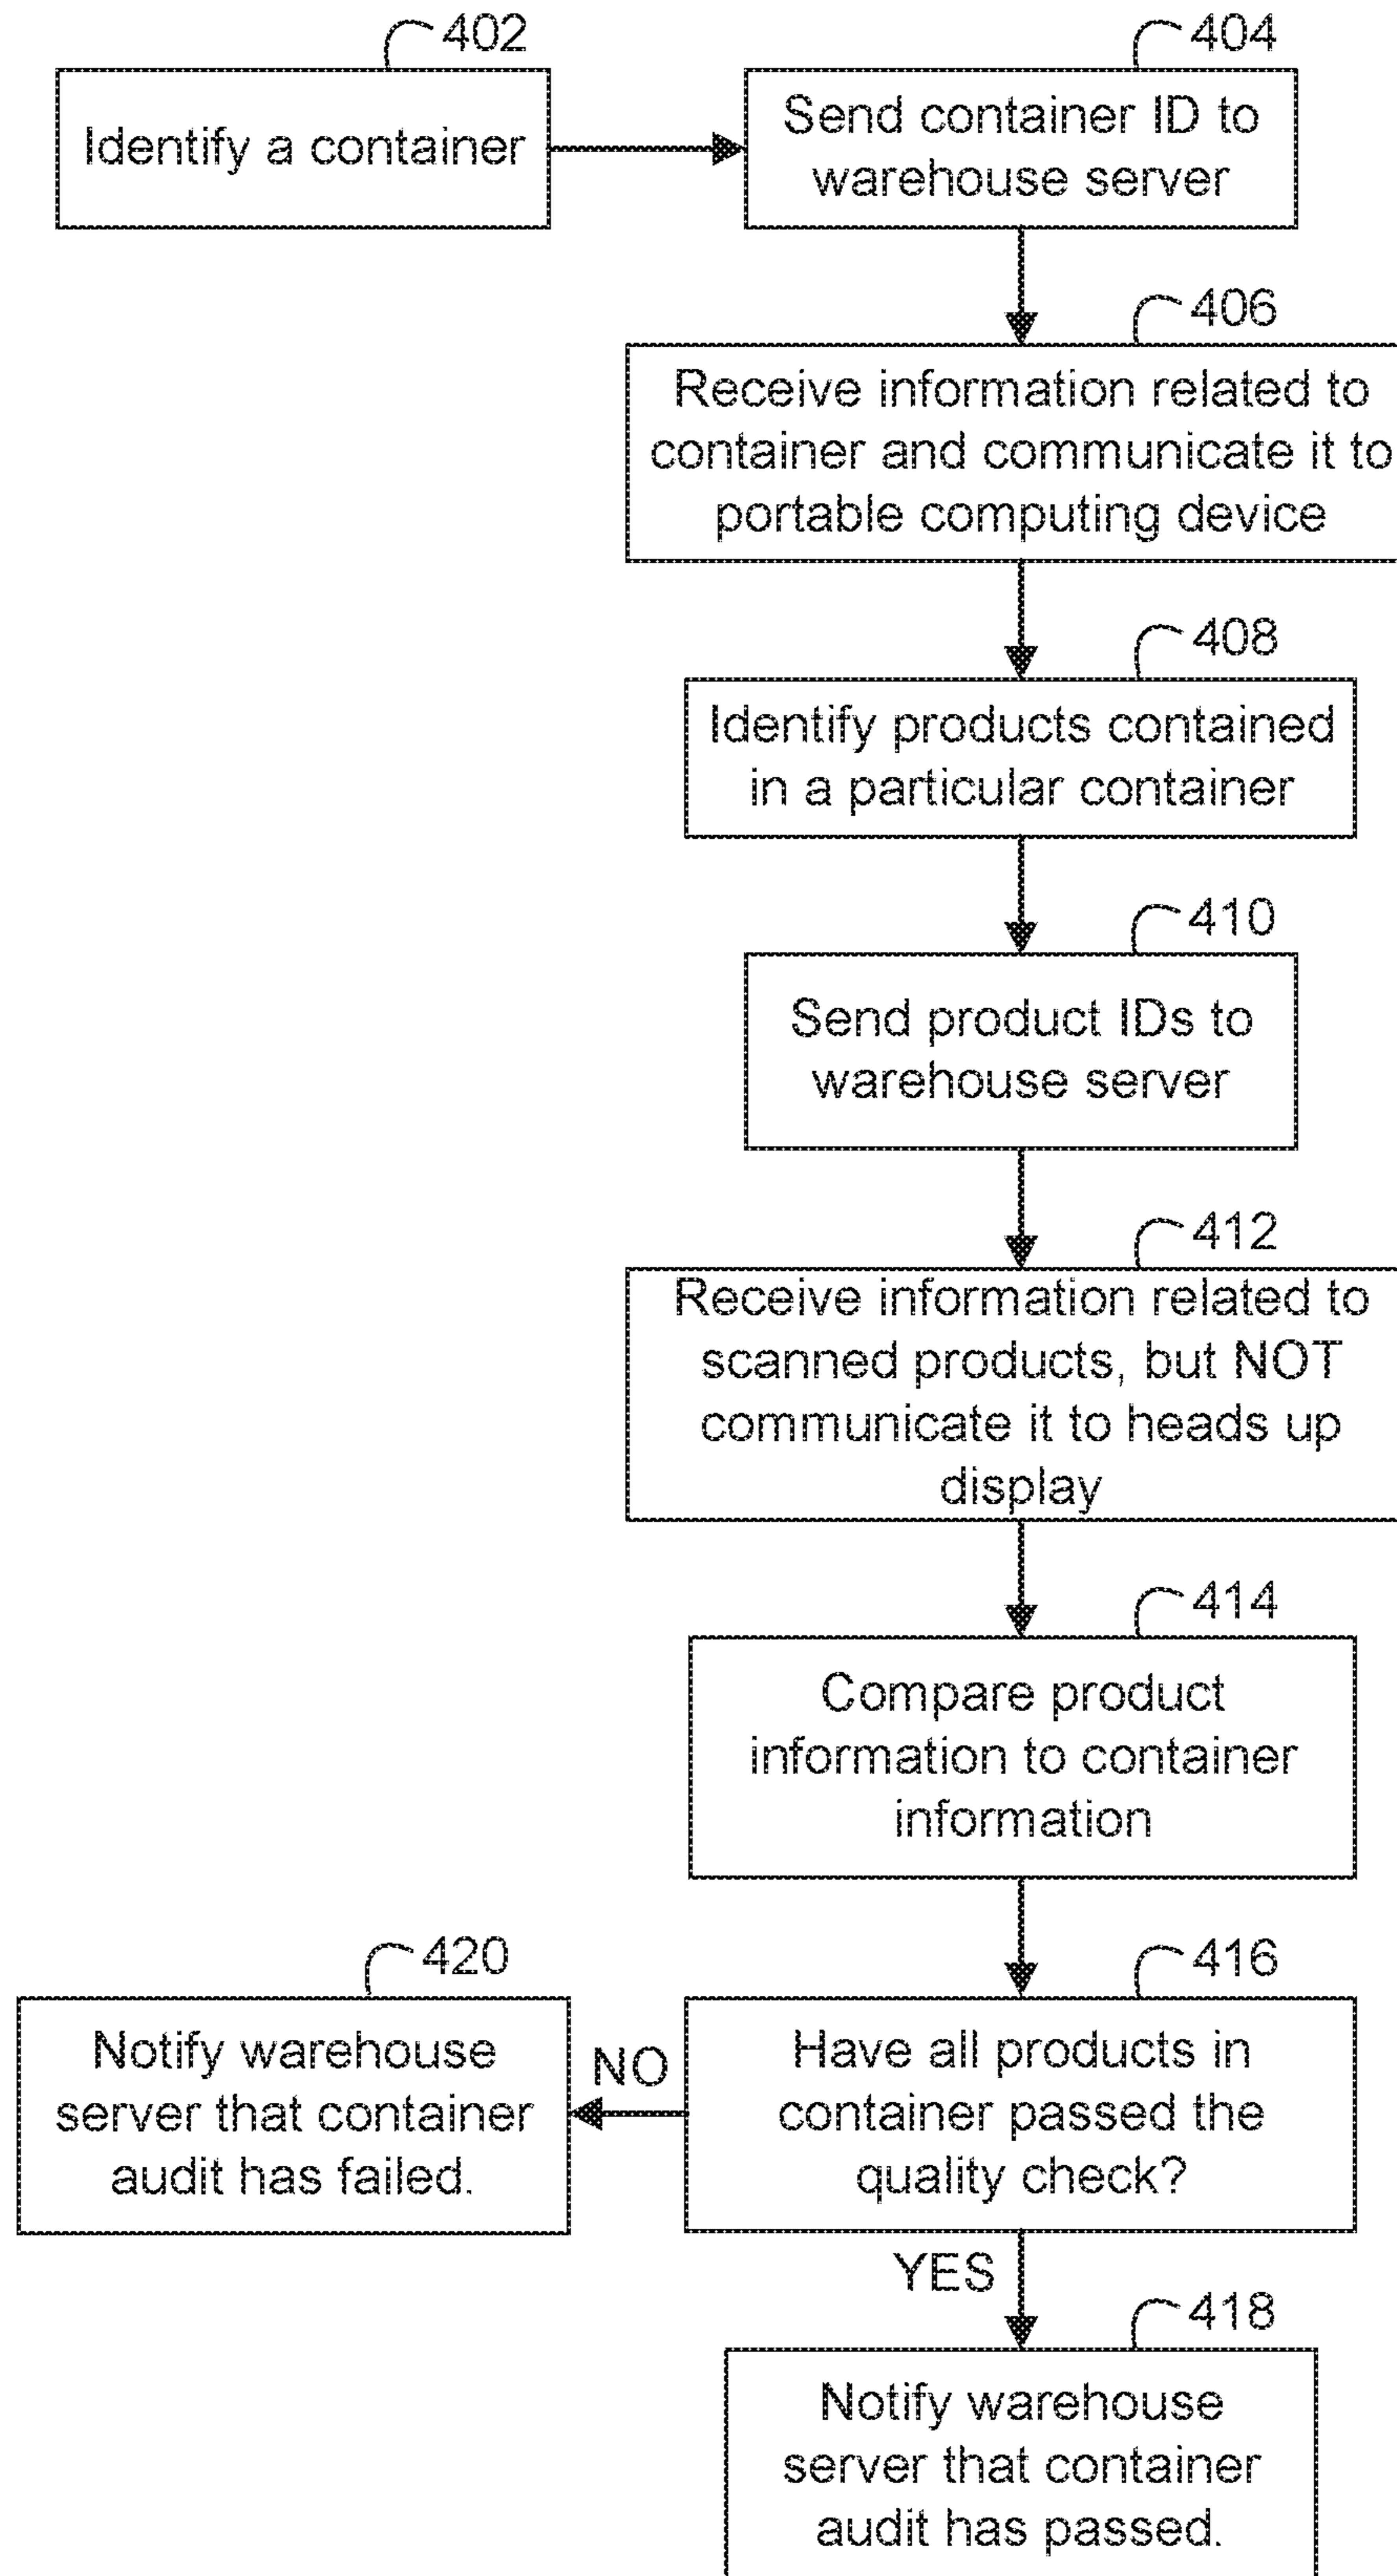 402
Identify a container
404
Send container ID to
warehouse server
406
Receive information related to
container and communicate it to
portable computing device
408
Identify products contained
in a particular container
410
Send product IDs to
warehouse server
412
Receive information related to
scanned products, but NOT
communicate it to heads up
display
414
Compare product
information to container
information
416
Have all products in
container passed the
quality check?
NO
420
Notify warehouse
server that container
audit has failed.
YES
418
Notify warehouse
server that container
audit has passed.